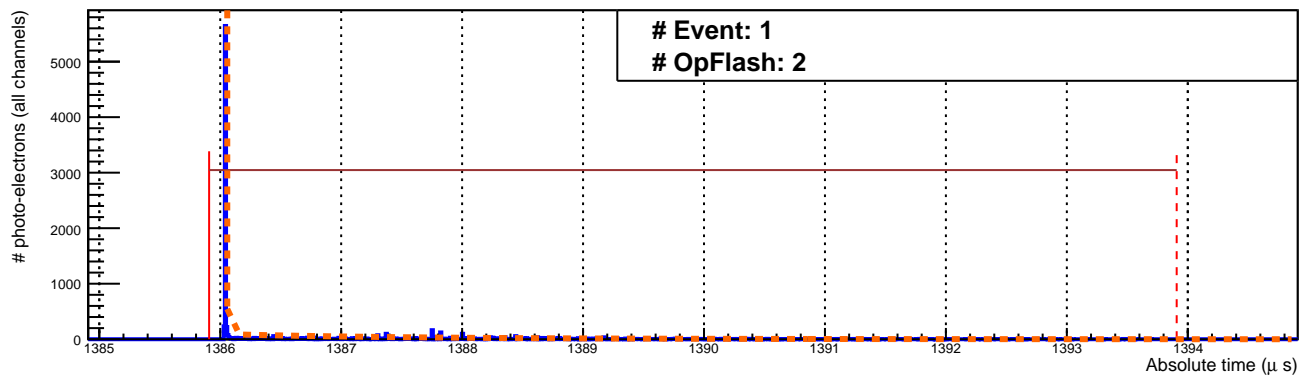 # Event: 1
# OpFlash: 2
# photo-electrons (all channels)
5000
4000
3000
2000
1000
0
1385 1386 1387 1388 1389 1390 1391 1392 1393 1394
Absolute time (μ s)